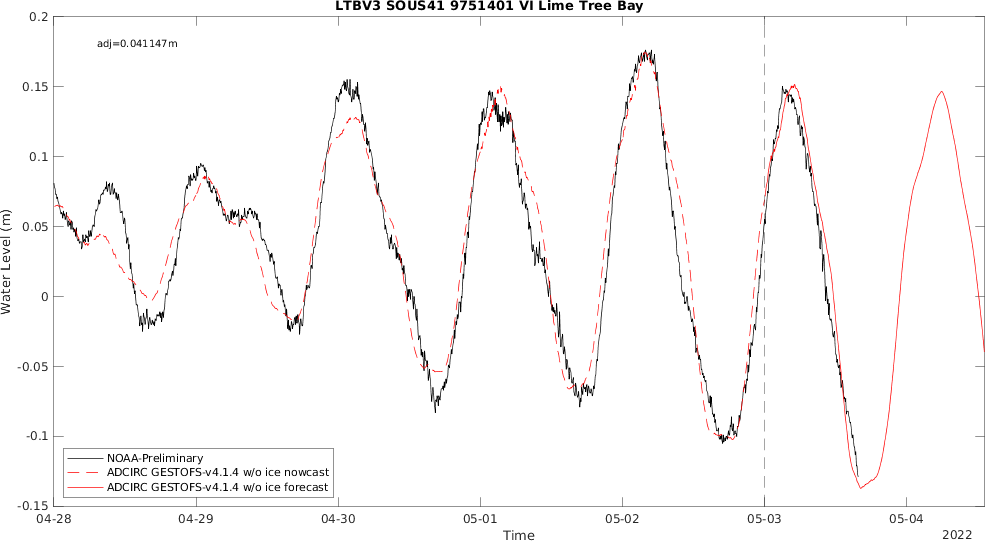 LTBV3 SOUS41 9751401 VI Lime Tree Bay
adj=0.041147m
0.2
0.15
0.1
0.05
0
-0.05
-0.1
-0.15
Water Level (m)
NOAA-Preliminary
ADCIRC GESTOFS-v4.1.4 w/o ice nowcast
ADCIRC GESTOFS-v4.1.4 w/o ice forecast
04-28 04-29 04-30 05-01 05-02 05-03 05-04
Time
2022